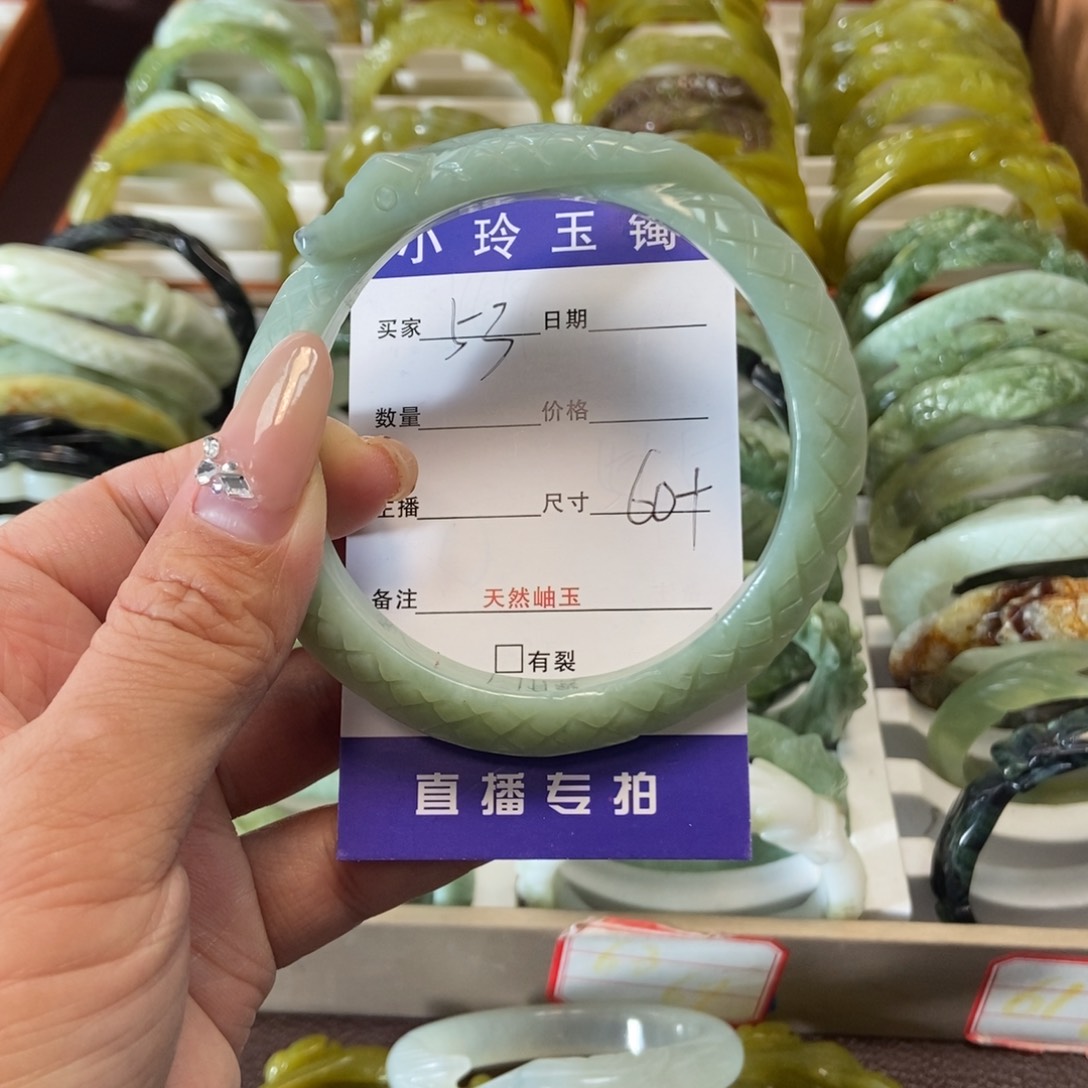 小玲玉镯
买家 53 日期
数量 价格
主播 尺寸 60+
备注 天然岫玉
□有裂
直播专拍